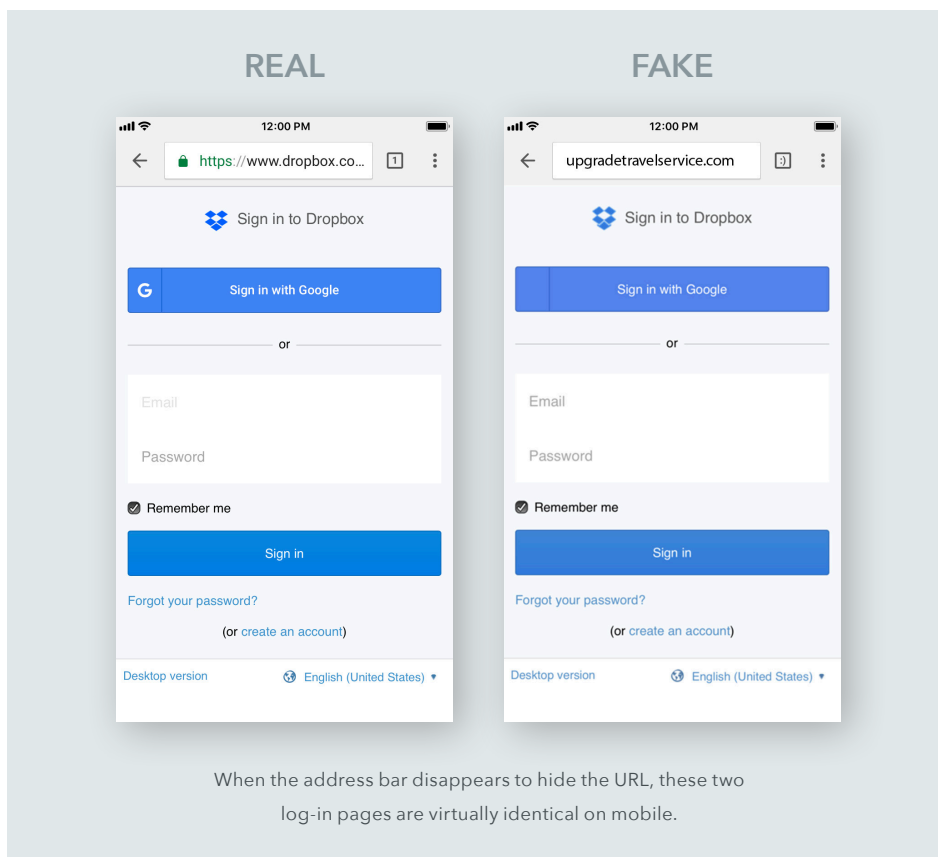 REAL
FAKE
12:00 PM
https://www.dropbox.co...
1
Sign in to Dropbox
G
Sign in with Google
or
Email
Password
Remember me
Sign in
Forgot your password?
(or create an account)
Desktop version
English (United States)
12:00 PM
upgradetravelservice.com
:)
Sign in to Dropbox
Sign in with Google
or
Email
Password
Remember me
Sign in
Forgot your password?
(or create an account)
Desktop version
English (United States)
When the address bar disappears to hide the URL, these two
log-in pages are virtually identical on mobile.